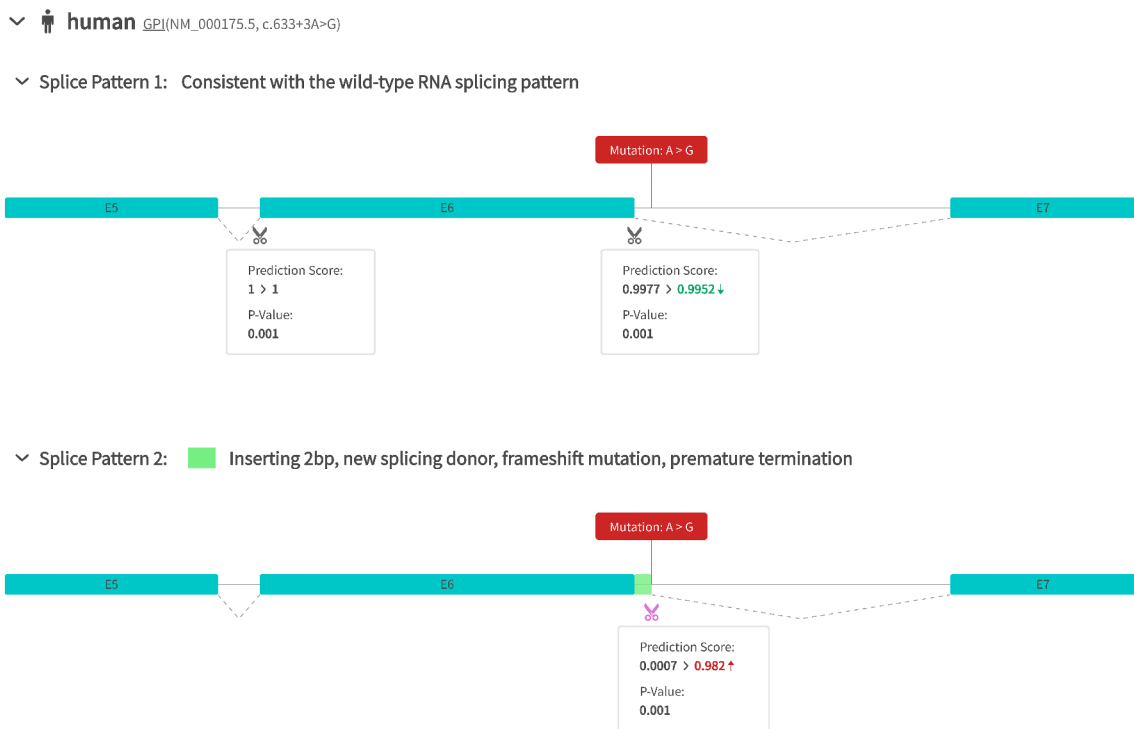 human GPI(NM_000175.5, c.633+3A>G)
Splice Pattern 1: Consistent with the wild-type RNA splicing pattern
Mutation: A > G
E5 E6 E7
Prediction Score: Prediction Score:
1 > 1 0.9977 > 0.9952↓
P-Value: P-Value:
0.001 0.001
Splice Pattern 2: Inserting 2bp, new splicing donor, frameshift mutation, premature termination
Mutation: A > G
E5 E6 E7
Prediction Score:
0.0007 > 0.982↑
P-Value:
0.001